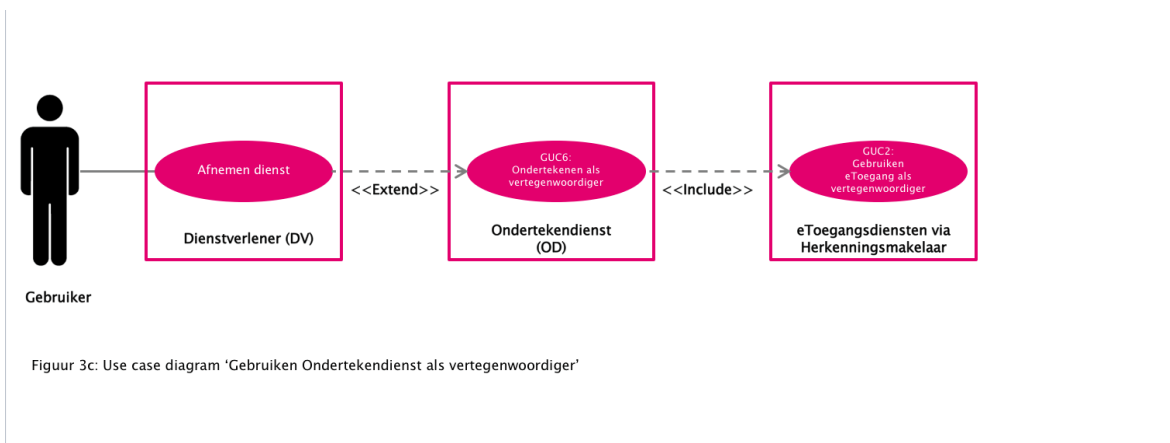 Afnemen dienst
<<Extend>>
Dienstverlener (DV)
GUC6:
Ondertekenen als
vertegenwoordiger
<<Include>>
Ondertekendienst
(OD)
GUC2:
Gebruiken
eToegang als
vertegenwoordiger
eToegangsdiensten via
Herkenningsmakelaar
Gebruiker
Figuur 3c: Use case diagram ‘Gebruiken Ondertekendienst als vertegenwoordiger’